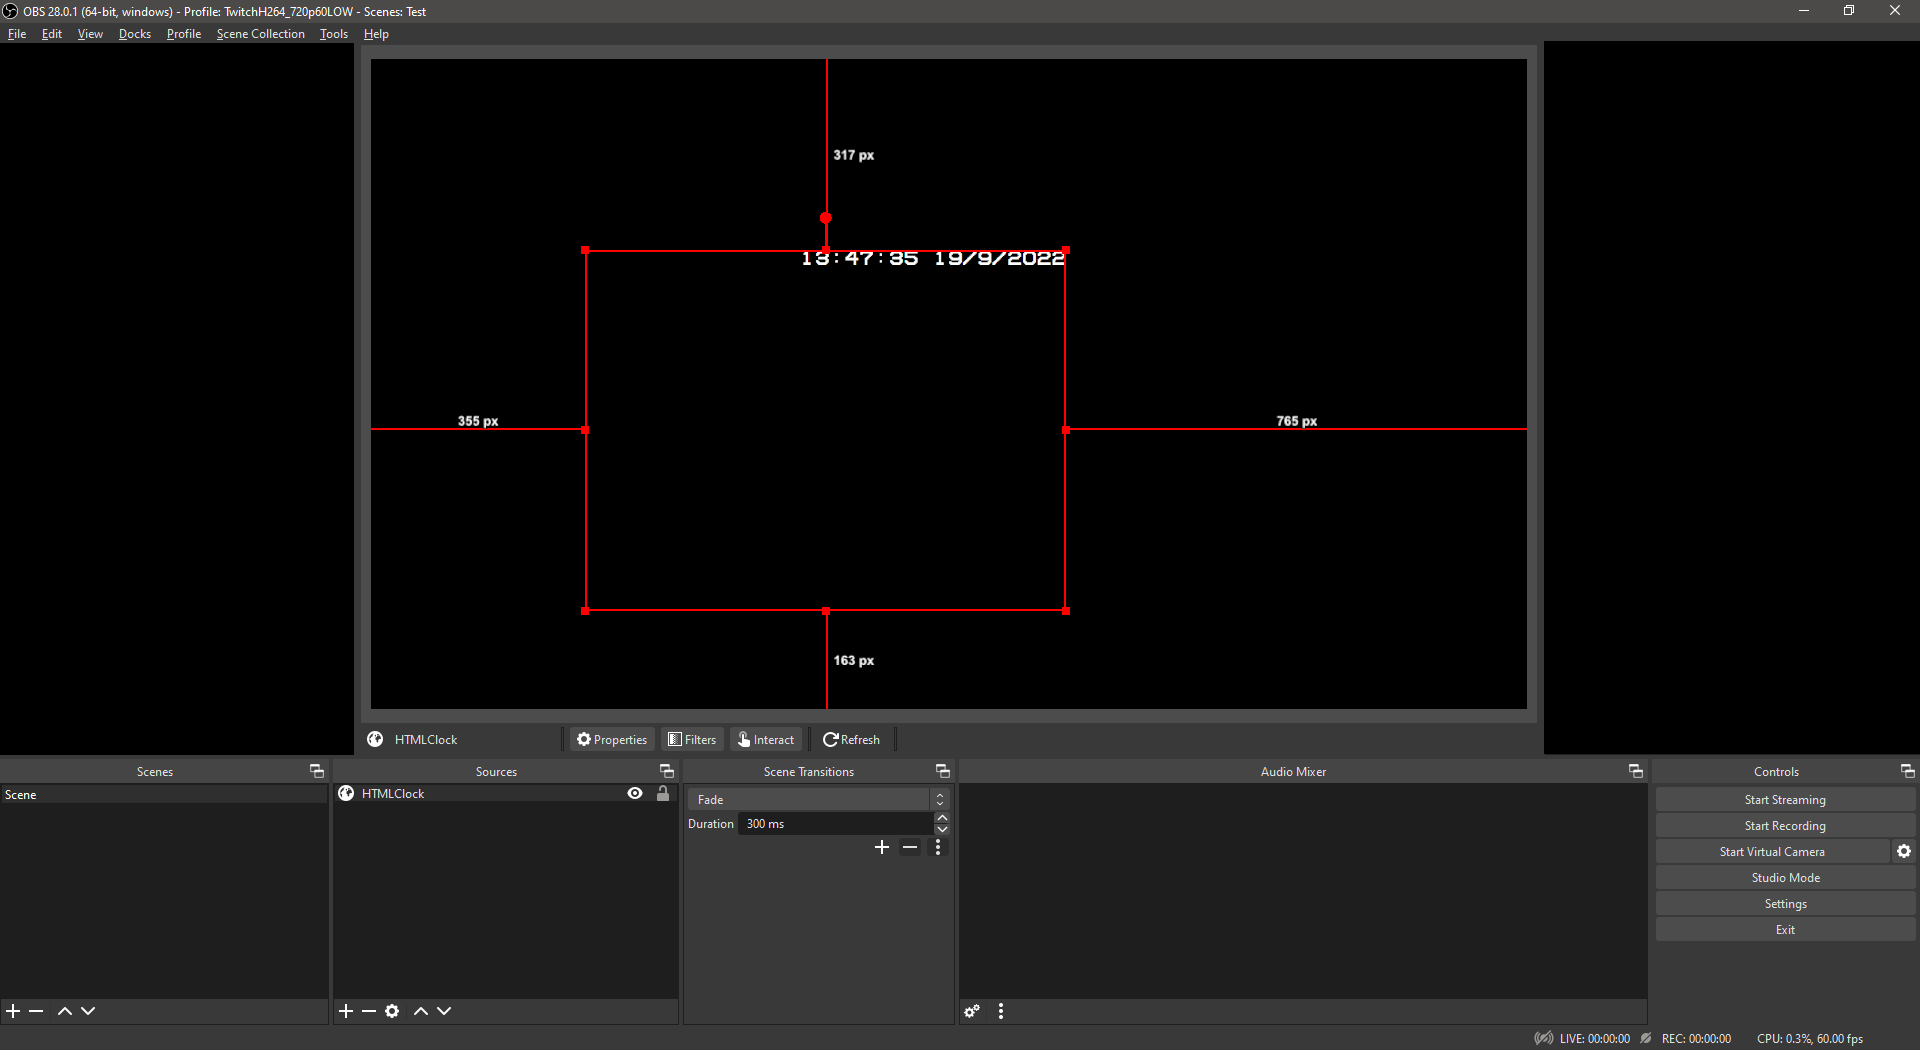 OBS 28.0.1 (64-bit, windows) - Profile: TwitchH264_720p60LOW - Scenes: Test
File Edit View Docks Profile Scene Collection Tools Help
317 px
13:47:35 19/9/2022
355 px
765 px
163 px
HTMLClock Properties Filters Interact Refresh
Scenes
Scene
Sources
HTMLClock
Scene Transitions
Fade
Duration 300 ms
Audio Mixer
Controls
Start Streaming
Start Recording
Start Virtual Camera
Studio Mode
Settings
Exit
LIVE: 00:00:00 REC: 00:00:00 CPU: 0.3%, 60.00 fps